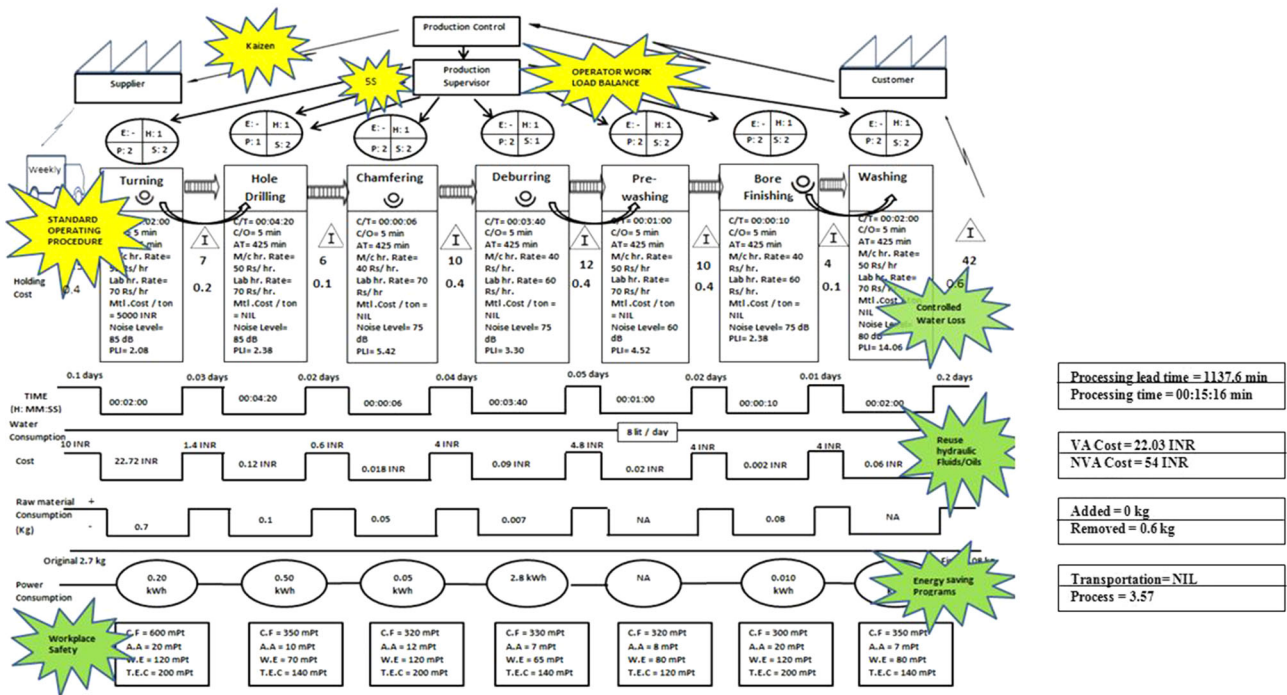 Production Control
Kaizen
Supplier
5S
Production
Supervisor
OPERATOR WORK
LOAD BALANCE
Customer
E: - H: 1
P: 2 S: 2
E: - H: 1
P: 1 S: 2
E: - H: 1
P: 2 S: 2
E: - H: 1
P: 2 S: 1
E: - H: 1
P: 2 S: 2
E: - H: 1
P: 2 S: 2
E: - H: 1
P: 2 S: 2
Weekly
STANDARD
OPERATING
PROCEDURE
Holding
Cost
0.4
Turning
:02:00
5 min
min
Rs/ hr
Lab hr. Rate=
70 Rs/ hr.
Mtl.Cost / ton
= 5000 INR
Noise Level=
85 dB
PLI= 2.08
I
7
0.2
Hole
Drilling
C/T= 00:04:20
C/O= 5 min
AT= 425 min
M/c hr. Rate=
50 Rs/ hr.
Lab hr. Rate=
70 Rs/ hr.
Mtl.Cost / ton
= NIL
Noise Level=
85 dB
PLI= 2.38
I
6
0.1
Chamfering
C/T= 00:00:06
C/O= 5 min
AT= 425 min
M/c hr. Rate=
40 Rs/ hr.
Lab hr. Rate= 70
Rs/ hr.
Mtl.Cost / ton =
NIL
Noise Level= 75
dB
PLI= 5.42
I
10
0.4
Deburring
C/T= 00:03:40
C/O= 5 min
AT= 425 min
M/c hr. Rate= 40
Rs/ hr.
Lab hr. Rate= 60
Rs/ hr.
Mtl.Cost / ton =
NIL
Noise Level= 75
dB
PLI= 3.30
I
12
0.4
Pre-
washing
C/T= 00:01:00
C/O= 5 min
AT= 425 min
M/c hr. Rate=
50 Rs/ hr.
Lab hr. Rate=
70 Rs/ hr.
Mtl.Cost / ton
= NIL
Noise Level= 60
dB
PLI= 4.52
I
10
0.4
Bore
Finishing
C/T= 00:00:10
C/O= 5 min
AT= 425 min
M/c hr. Rate= 40
Rs/ hr.
Lab hr. Rate= 60
Rs/ hr.
Mtl.Cost / ton =
NIL
Noise Level= 75 dB
PLI= 2.38
I
4
0.1
Washing
C/T= 00:02:00
C/O= 5 min
AT= 425 min
M/c hr. Rate=
50 Rs/ hr.
Lab hr. Rate=
70 Rs/
Mtl.Cost
NIL
Noise
80 dB
PLI= 14.06
I
42
0.6
Controlled
Water Loss
0.1 days 0.03 days 0.02 days 0.04 days 0.05 days 0.02 days 0.01 days 0.2 days
TIME
(H: MM:SS)
00:02:00 00:04:20 00:00:06 00:03:40 00:01:00 00:00:10 00:02:00
Water
Consumption
8 lit / day
10 INR 1.4 INR 0.6 INR 4 INR 4.8 INR 4 INR 4 INR
Cost
22.72 INR 0.12 INR 0.018 INR 0.09 INR 0.02 INR 0.002 INR 0.06 INR
Reuse
hydraulic
Fluids/Oils
Raw material +
Consumption
(Kg) -
0.7 0.1 0.05 0.007 NA 0.08 NA
Original 2.7 kg
Power
Consumption
0.20
kWh
0.50
kWh
0.05
kWh
2.8 kWh
NA
0.010
kWh
Energy saving
Programs
Workplace
Safety
C.F = 600 mPt
A.A = 20 mPt
W.E = 120 mPt
T.E.C = 200 mPt
C.F = 350 mPt
A.A = 10 mPt
W.E = 70 mPt
T.E.C = 140 mPt
C.F = 320 mPt
A.A = 12 mPt
W.E = 120 mPt
T.E.C = 200 mPt
C.F = 330 mPt
A.A = 7 mPt
W.E = 65 mPt
T.E.C = 140 mPt
C.F = 320 mPt
A.A = 8 mPt
W.E = 80 mPt
T.E.C = 120 mPt
C.F = 300 mPt
A.A = 20 mPt
W.E = 120 mPt
T.E.C = 200 mPt
C.F = 350 mPt
A.A = 7 mPt
W.E = 80 mPt
T.E.C = 140 mPt
Processing lead time = 1137.6 min
Processing time = 00:15:16 min
VA Cost = 22.03 INR
NVA Cost = 54 INR
Added = 0 kg
Removed = 0.6 kg
Transportation= NIL
Process = 3.57